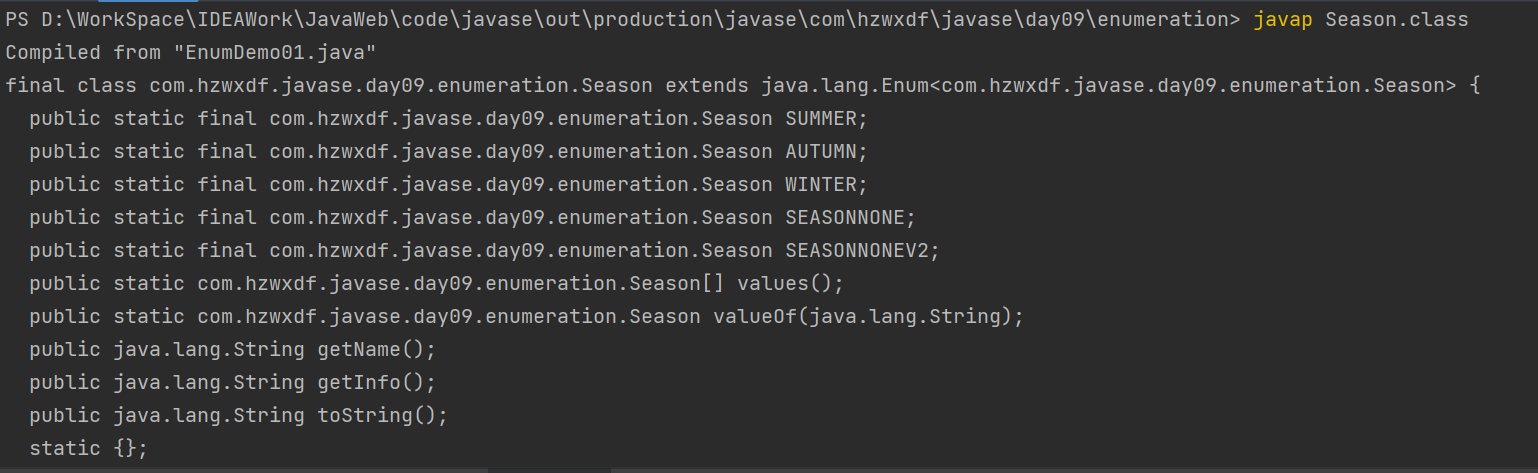 PS D:\WorkSpace\IDEAWork\JavaWeb\code\javase\out\production\javase\com\hzwxdf\javase\day09\enumeration> javap Season.class
Compiled from "EnumDemo01.java"
final class com.hzwxdf.javase.day09.enumeration.Season extends java.lang.Enum<com.hzwxdf.javase.day09.enumeration.Season> {
  public static final com.hzwxdf.javase.day09.enumeration.Season SUMMER;
  public static final com.hzwxdf.javase.day09.enumeration.Season AUTUMN;
  public static final com.hzwxdf.javase.day09.enumeration.Season WINTER;
  public static final com.hzwxdf.javase.day09.enumeration.Season SEASONNONE;
  public static final com.hzwxdf.javase.day09.enumeration.Season SEASONNONEV2;
  public static com.hzwxdf.javase.day09.enumeration.Season[] values();
  public static com.hzwxdf.javase.day09.enumeration.Season valueOf(java.lang.String);
  public java.lang.String getName();
  public java.lang.String getInfo();
  public java.lang.String toString();
  static {};